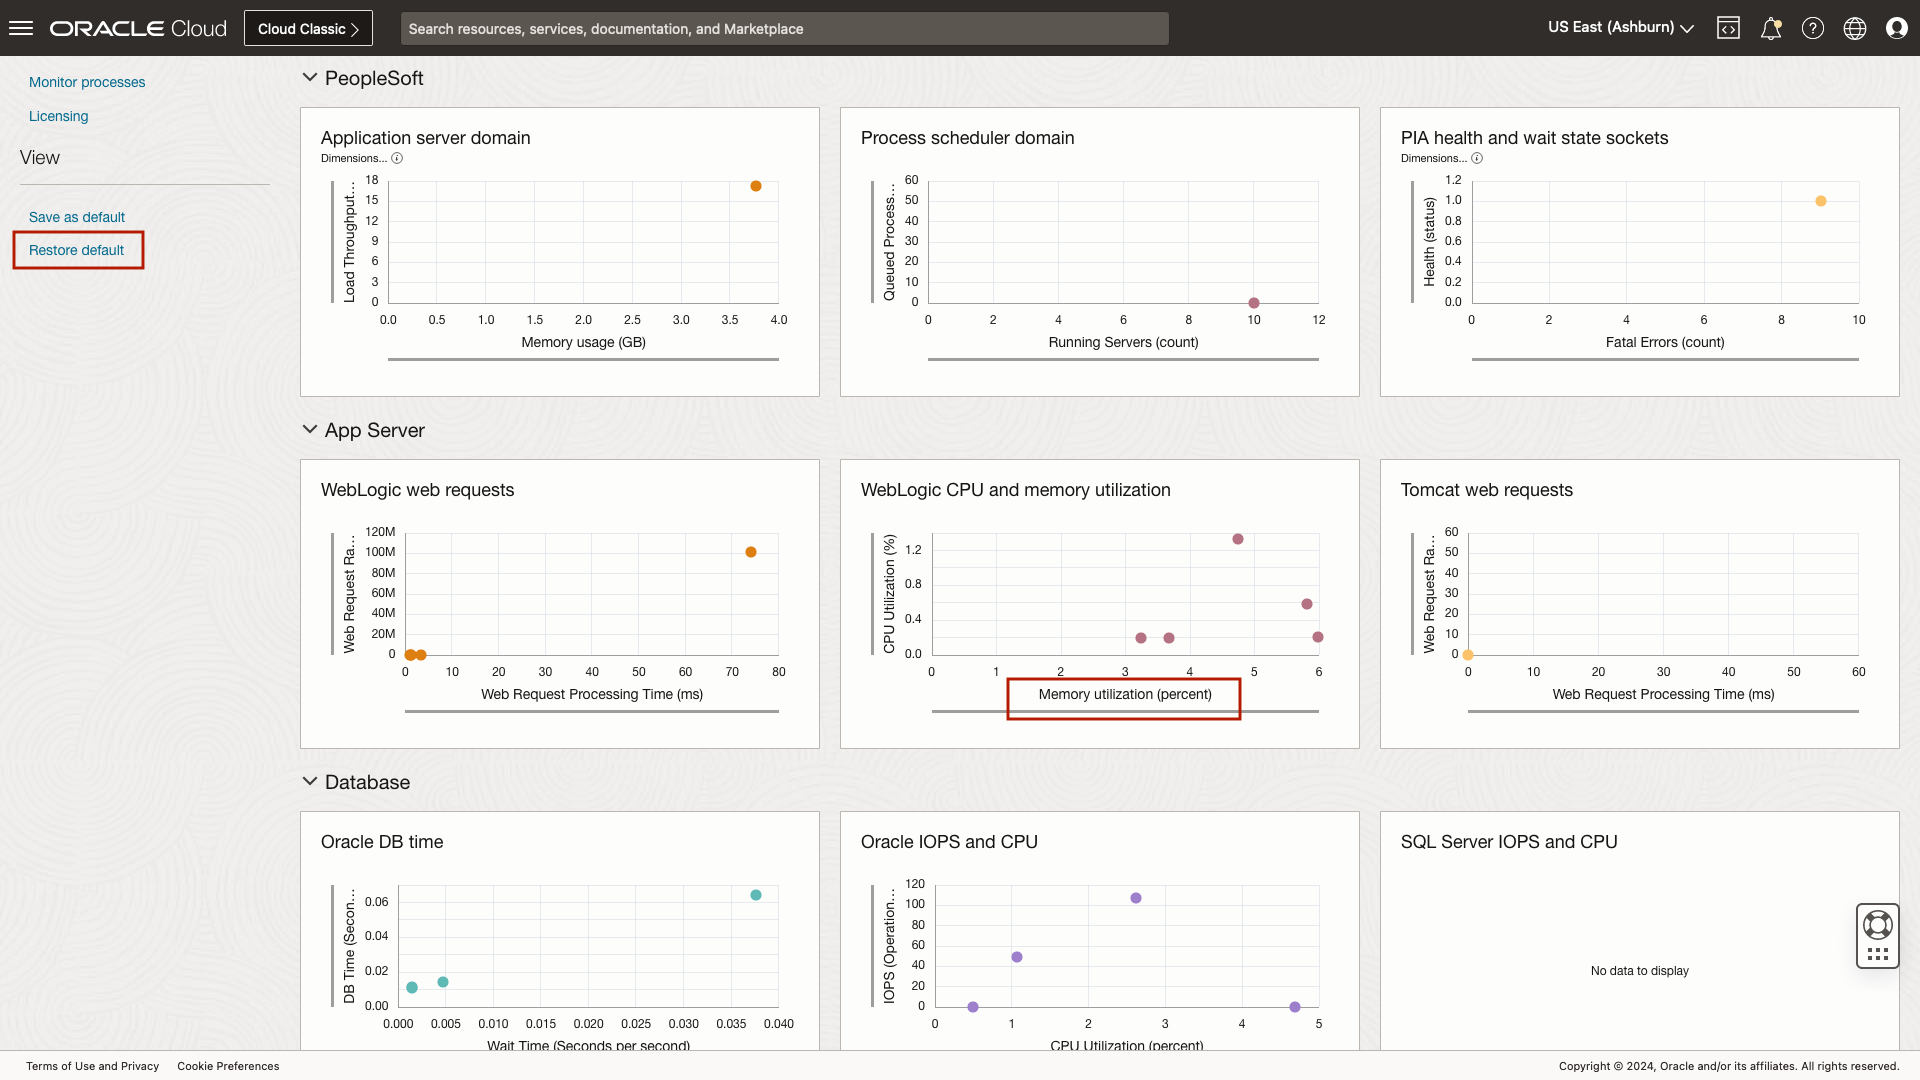 ORACLE Cloud
Cloud Classic
Search resources, services, documentation, and Marketplace
US East (Ashburn)
Monitor processes
Licensing
View
Save as default
Restore default
PeopleSoft
Application server domain
Dimensions...
Load Throughput...
18
15
12
9
6
3
0
0.0 0.5 1.0 1.5 2.0 2.5 3.0 3.5 4.0
Memory usage (GB)
Process scheduler domain
Queued Process...
60
50
40
30
20
10
0
0 2 4 6 8 10 12
Running Servers (count)
PIA health and wait state sockets
Dimensions...
Health (status)
1.2
1.0
0.8
0.6
0.4
0.2
0.0
0 2 4 6 8 10
Fatal Errors (count)
App Server
WebLogic web requests
Web Request Ra...
120M
100M
80M
60M
40M
20M
0
0 10 20 30 40 50 60 70 80
Web Request Processing Time (ms)
WebLogic CPU and memory utilization
CPU Utilization (%)
1.2
0.8
0.4
0.0
0 1 2 3 4 5 6
Memory utilization (percent)
Tomcat web requests
Web Request Ra...
60
50
40
30
20
10
0
0 10 20 30 40 50 60
Web Request Processing Time (ms)
Database
Oracle DB time
DB Time (Secon...
0.06
0.04
0.02
0.00
0.000 0.005 0.010 0.015 0.020 0.025 0.030 0.035 0.040
Wait Time (Seconds per second)
Oracle IOPS and CPU
IOPS (Operation...
120
100
80
60
40
20
0
0 1 2 3 4 5
CPU Utilization (percent)
SQL Server IOPS and CPU
No data to display
Terms of Use and Privacy
Cookie Preferences
Copyright © 2024, Oracle and/or its affiliates. All rights reserved.